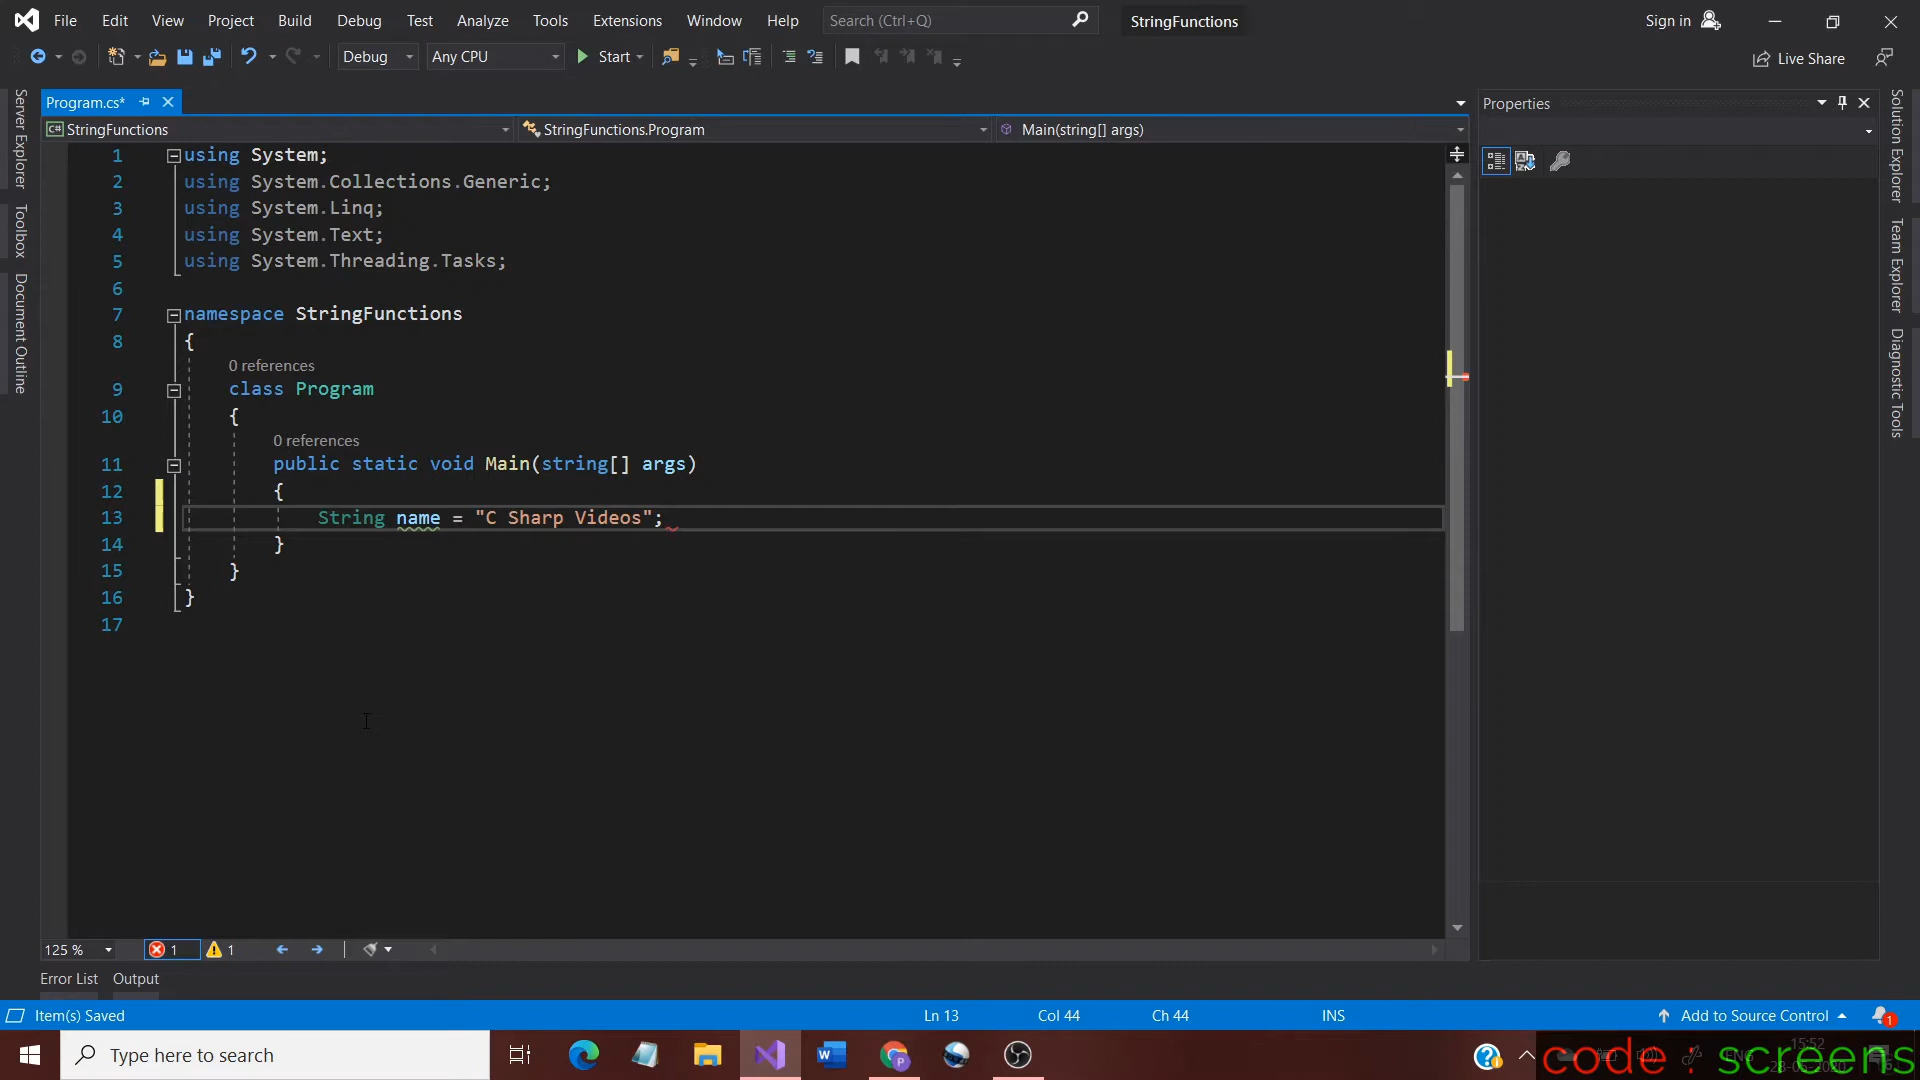 File Edit View Project Build Debug Test Analyze Tools Extensions Window Help Search (Ctrl+Q) StringFunctions Sign in
Debug Any CPU Start Live Share
Program.cs*
StringFunctions StringFunctions.Program Main(string[] args)
Server Explorer
Toolbox
Document Outline
1 using System;
2 using System.Collections.Generic;
3 using System.Linq;
4 using System.Text;
5 using System.Threading.Tasks;
6
7 namespace StringFunctions
8 {
0 references
9 class Program
10 {
0 references
11 public static void Main(string[] args)
12 {
13 String name = "C Sharp Videos";
14 }
15 }
16 }
17
Properties
Solution Explorer
Team Explorer
Diagnostic Tools
125 % 1 1
Error List Output
Item(s) Saved Ln 13 Col 44 Ch 44 INS Add to Source Control 1
Type here to search
ENG
15:52
code : screens